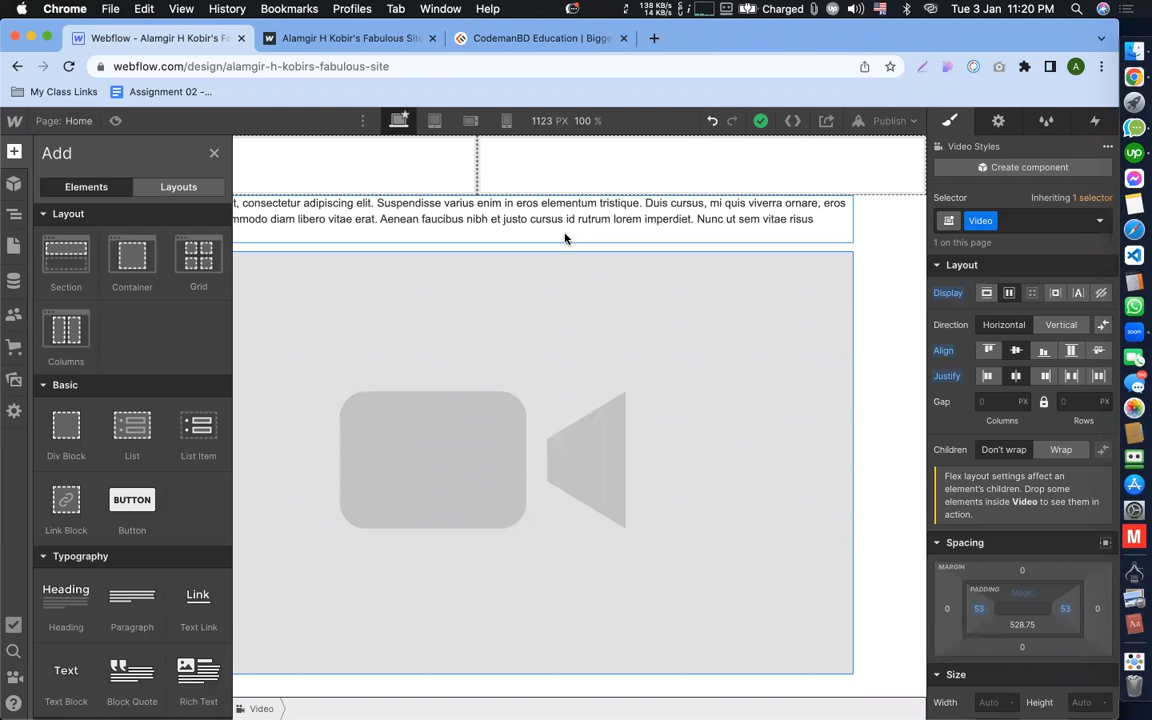 Chrome File Edit View History Bookmarks Profiles Tab Window Help 138 KB/s 14 KB/s Charged Tue 3 Jan 11:20 PM
Webflow - Alamgir H Kobir's Fa Alamgir H Kobir's Fabulous Sit CodemanBD Education | Bigge
webflow.com/design/alamgir-h-kobirs-fabulous-site A
My Class Links Assignment 02 -...
Page: Home 1123 PX 100 % Publish
Add
Elements Layouts
Layout
Section Container Grid
Columns
Basic
Div Block List List Item
BUTTON
Link Block Button
Typography
Heading Link
Heading Paragraph Text Link
Text
Text Block Block Quote Rich Text
t, consectetur adipiscing elit. Suspendisse varius enim in eros elementum tristique. Duis cursus, mi quis viverra ornare, eros
mmodo diam libero vitae erat. Aenean faucibus nibh et justo cursus id rutrum lorem imperdiet. Nunc ut sem vitae risus
Video
Video Styles
Create component
Selector Inheriting 1 selector
Video
1 on this page
Layout
Display
Direction Horizontal Vertical
Align
Justify
Gap 0 PX 0 PX
Columns Rows
Children Don't wrap Wrap
Flex layout settings affect an
element's children. Drop some
elements inside Video to see them in
action.
Spacing
MARGIN 0
PADDING
0 53 53 0
528.75
0
Size
Width Auto Height Auto